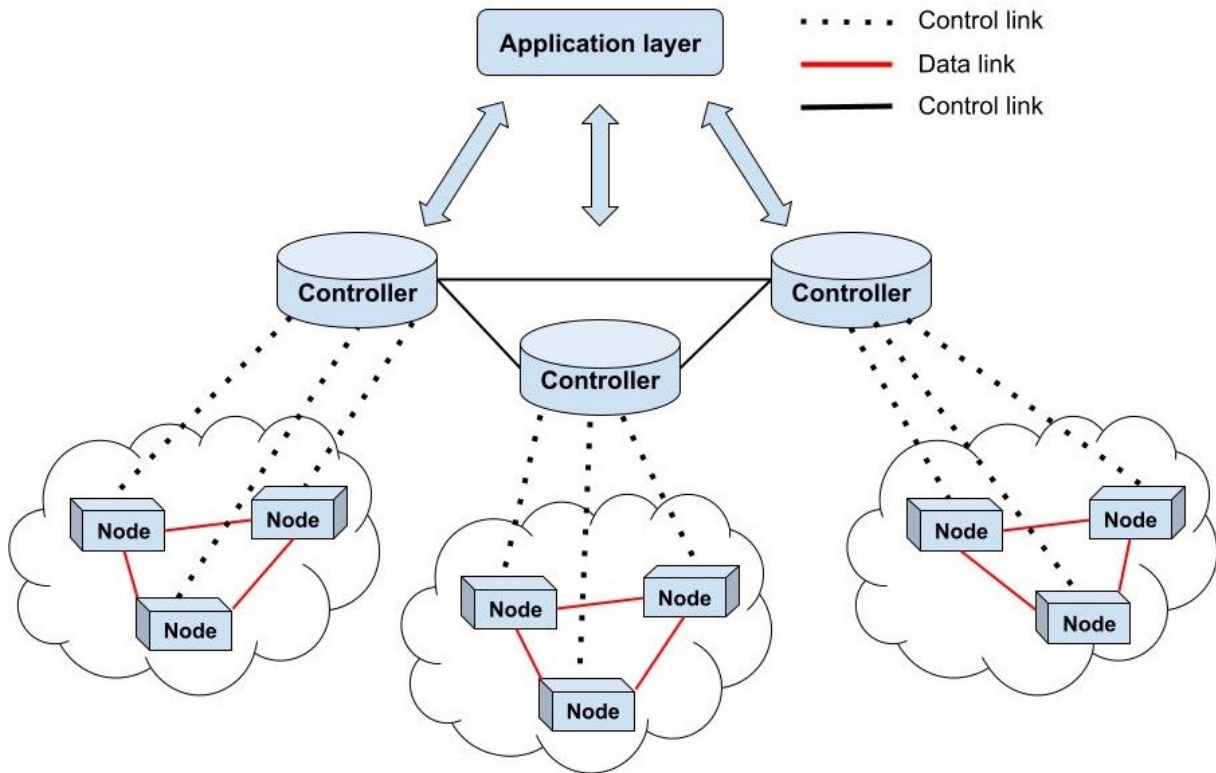 Application layer
Control link
Data link
Control link
Controller
Controller
Controller
Node
Node
Node
Node
Node
Node
Node
Node
Node